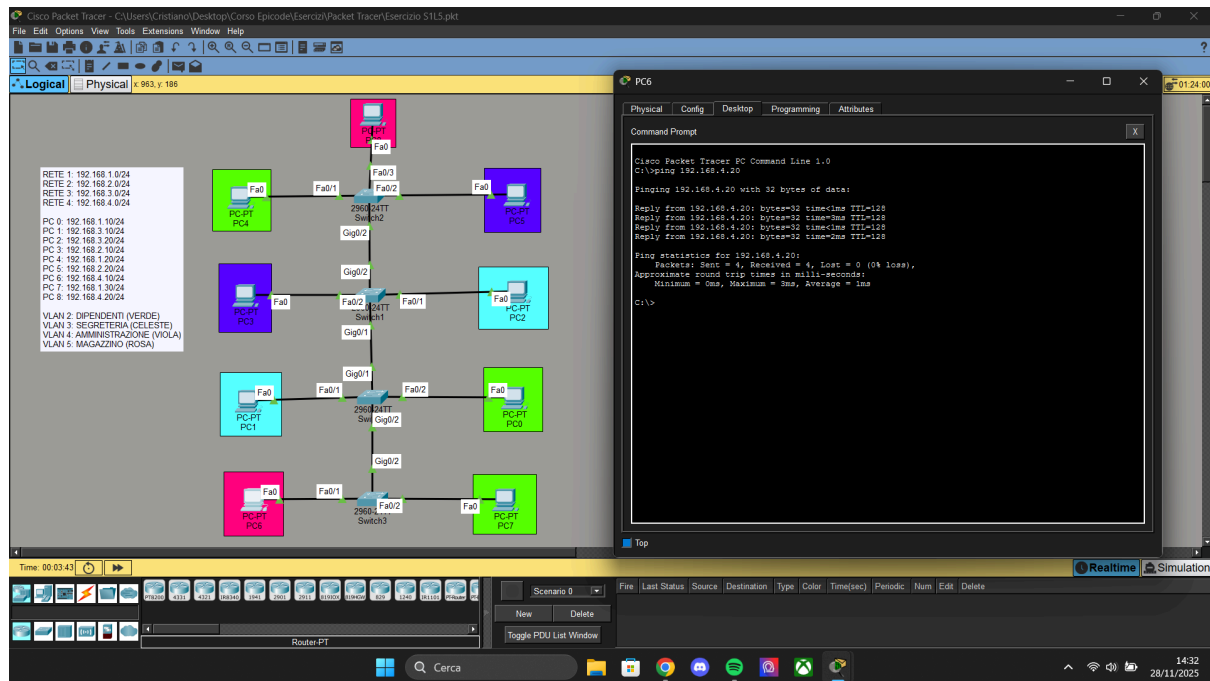 Cisco Packet Tracer - C:\Users\Cristiano\Desktop\Corso Epicode\Esercizi\Packet Tracer\Esercizio S1L5.pkt
File Edit Options View Tools Extensions Window Help
Logical Physical x: 963, y: 186
01:24:00
RETE 1: 192.168.1.0/24
RETE 2: 192.168.2.0/24
RETE 3: 192.168.3.0/24
RETE 4: 192.168.4.0/24
PC 0: 192.168.1.10/24
PC 1: 192.168.3.10/24
PC 2: 192.168.3.20/24
PC 3: 192.168.2.10/24
PC 4: 192.168.1.20/24
PC 5: 192.168.2.20/24
PC 6: 192.168.4.10/24
PC 7: 192.168.1.30/24
PC 8: 192.168.4.20/24
VLAN 2: DIPENDENTI (VERDE)
VLAN 3: SEGRETERIA (CELESTE)
VLAN 4: AMMINISTRAZIONE (VIOLA)
VLAN 5: MAGAZZINO (ROSA)
PC-PT
Fa0
Fa0/3
Fa0 Fa0/1 Fa0/2 Fa0
PC-PT
PC4
Switch2
PC-PT
Gig0/2
Gig0/2
Fa0 Fa0/2 Fa0/1 Fa0
PC-PT
PC3
Switch1
PC-PT
PC2
Gig0/1
Gig0/1
Fa0 Fa0/1 Fa0/2 Fa0
PC-PT
PC1
Gig0/2
PC-PT
PC0
Gig0/2
Fa0 Fa0/1 Fa0/2 Fa0
PC-PT
PC6
Switch3
PC-PT
PC7
PC6
Physical Config Desktop Programming Attributes
Command Prompt X
Cisco Packet Tracer PC Command Line 1.0
C:\>ping 192.168.4.20
Pinging 192.168.4.20 with 32 bytes of data:
Reply from 192.168.4.20: bytes=32 time<1ms TTL=128
Reply from 192.168.4.20: bytes=32 time=3ms TTL=128
Reply from 192.168.4.20: bytes=32 time<1ms TTL=128
Reply from 192.168.4.20: bytes=32 time=2ms TTL=128
Ping statistics for 192.168.4.20:
Packets: Sent = 4, Received = 4, Lost = 0 (0% loss),
Approximate round trip times in milli-seconds:
Minimum = 0ms, Maximum = 3ms, Average = 1ms
C:\>
Top
Time: 00:03:43
Realtime Simulation
PT8200 4331 4321 IR8340 1941 2901 2911 819IOX 819HGW 829 1240 IR1101 PFRouter
Router-PT
Scenario 0
New Delete
Toggle PDU List Window
Fire Last Status Source Destination Type Color Time(sec) Periodic Num Edit Delete
Cerca
14:32
28/11/2025